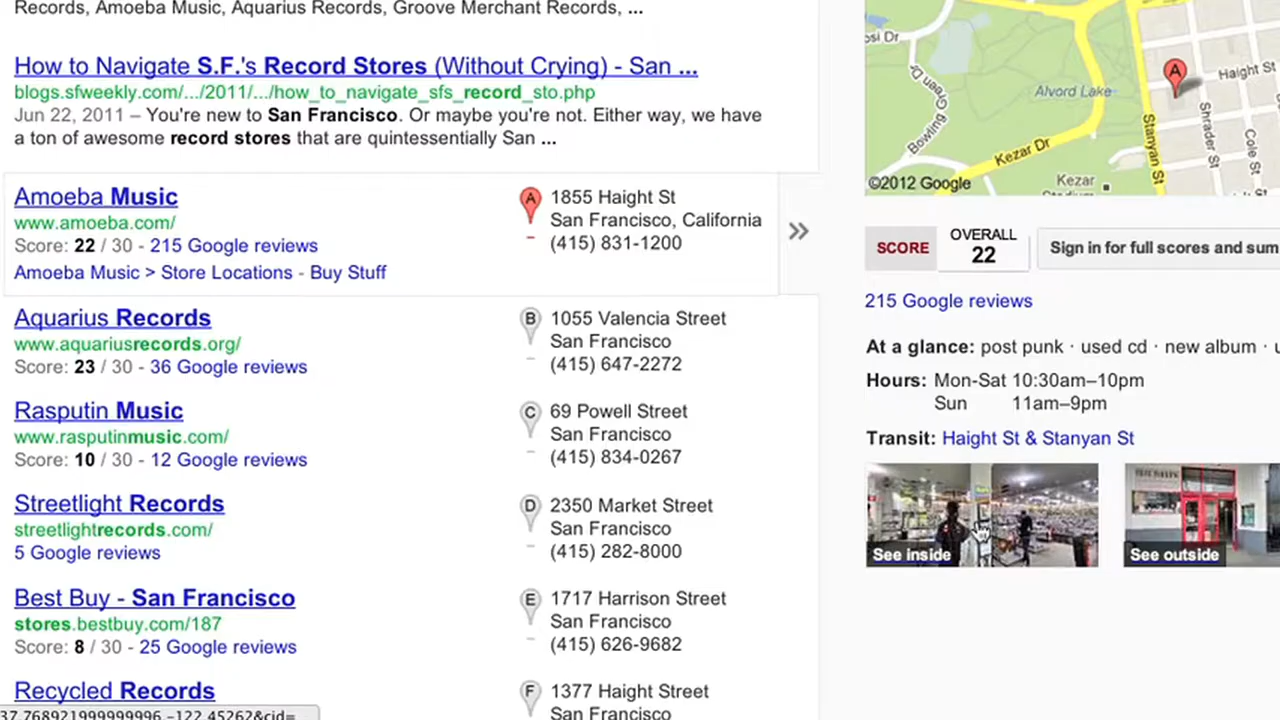 Records, Amoeba Music, Aquarius Records, Groove Merchant Records, ...
How to Navigate S.F.'s Record Stores (Without Crying) - San ...
blogs.sfweekly.com/.../2011/.../how_to_navigate_sfs_record_sto.php
Jun 22, 2011 – You're new to San Francisco. Or maybe you're not. Either way, we have
a ton of awesome record stores that are quintessentially San ...
Amoeba Music
www.amoeba.com/
Score: 22 / 30 - 215 Google reviews
Amoeba Music > Store Locations - Buy Stuff
A
1855 Haight St
San Francisco, California
(415) 831-1200
»
Aquarius Records
www.aquariusrecords.org/
Score: 23 / 30 - 36 Google reviews
B
1055 Valencia Street
San Francisco
(415) 647-2272
Rasputin Music
www.rasputinmusic.com/
Score: 10 / 30 - 12 Google reviews
C
69 Powell Street
San Francisco
(415) 834-0267
Streetlight Records
streetlightrecords.com/
5 Google reviews
D
2350 Market Street
San Francisco
(415) 282-8000
Best Buy - San Francisco
stores.bestbuy.com/187
Score: 8 / 30 - 25 Google reviews
E
1717 Harrison Street
San Francisco
(415) 626-9682
Recycled Records
F
1377 Haight Street
San Francisco
37.768921999999996,-122.45262&cid=
Bowling Green Dr
Alvord Lake
A
Haight St
Stanyan St
Shrader St
Cole St
Kezar Dr
Kezar
Stadium
©2012 Google
SCORE
OVERALL
22
Sign in for full scores and sum
215 Google reviews
At a glance: post punk · used cd · new album ·
Hours: Mon-Sat 10:30am–10pm
Sun 11am–9pm
Transit: Haight St & Stanyan St
See inside
See outside